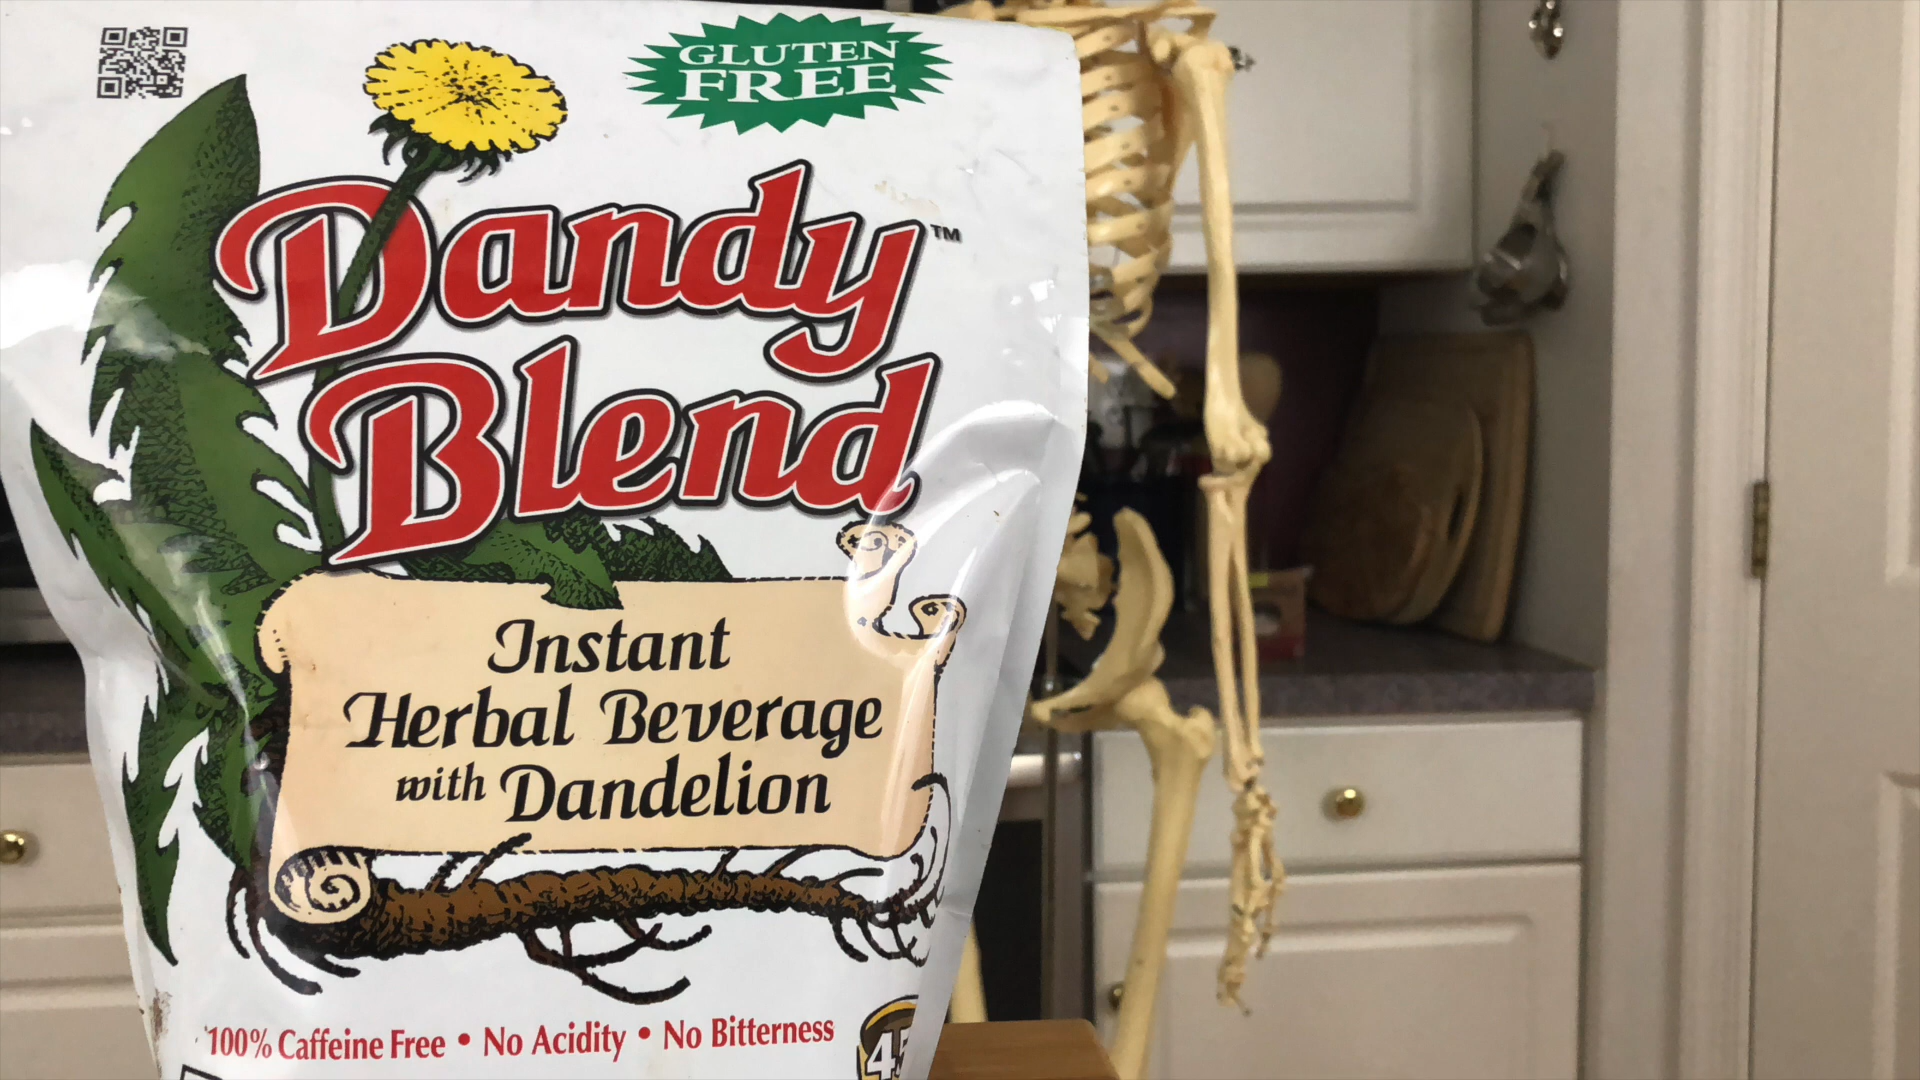 GLUTEN
FREE
Dandy™
Blend
Instant
Herbal Beverage
with Dandelion
100% Caffeine Free • No Acidity • No Bitterness